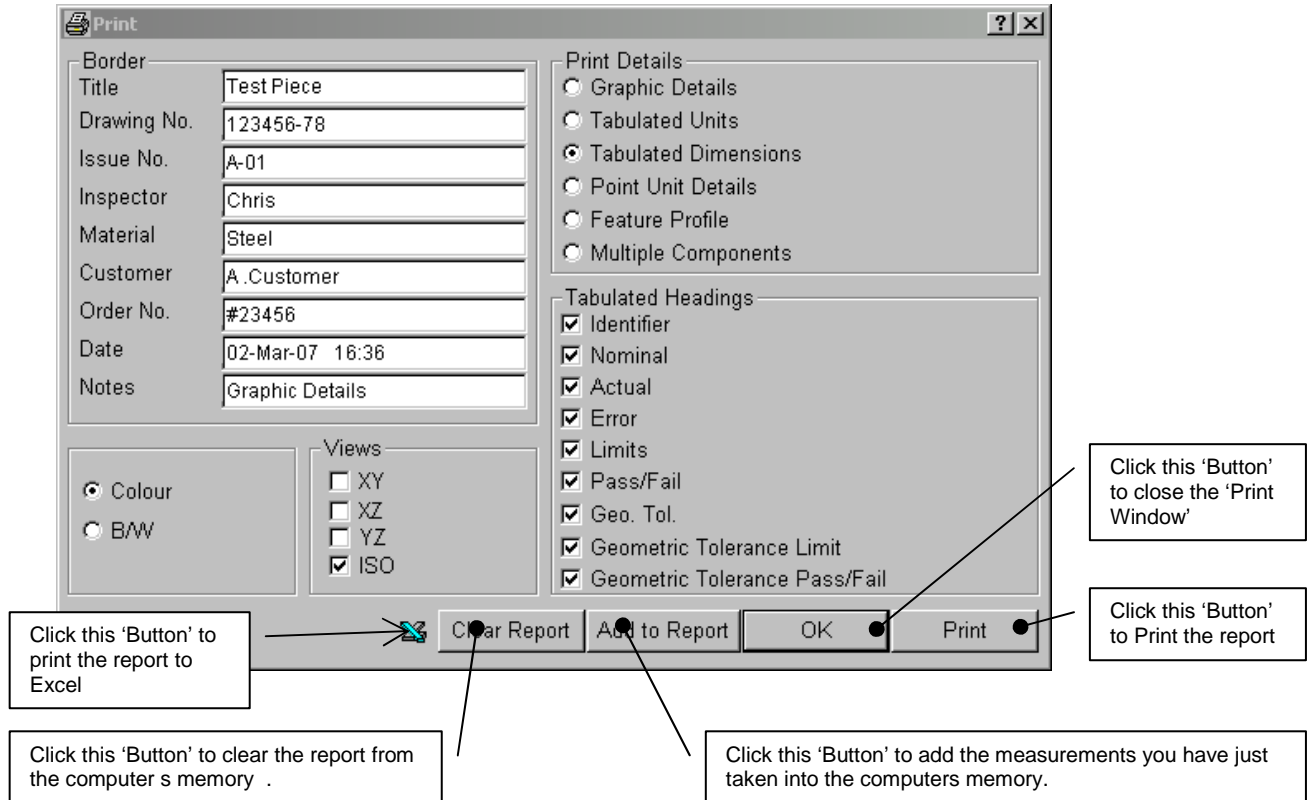 Print
Border
Title Test Piece
Drawing No. 123456-78
Issue No. A-01
Inspector Chris
Material Steel
Customer A .Customer
Order No. #23456
Date 02-Mar-07 16:36
Notes Graphic Details
Print Details
Graphic Details
Tabulated Units
Tabulated Dimensions
Point Unit Details
Feature Profile
Multiple Components
Tabulated Headings
Identifier
Nominal
Actual
Error
Limits
Pass/Fail
Geo. Tol.
Geometric Tolerance Limit
Geometric Tolerance Pass/Fail
Colour
B/W
Views
XY
XZ
YZ
ISO
Clear Report Add to Report OK Print
Click this ‘Button’
to close the ‘Print
Window’
Click this ‘Button’
to Print the report
Click this ‘Button’ to
print the report to
Excel
Click this ‘Button’ to clear the report from
the computer s memory .
Click this ‘Button’ to add the measurements you have just
taken into the computers memory.